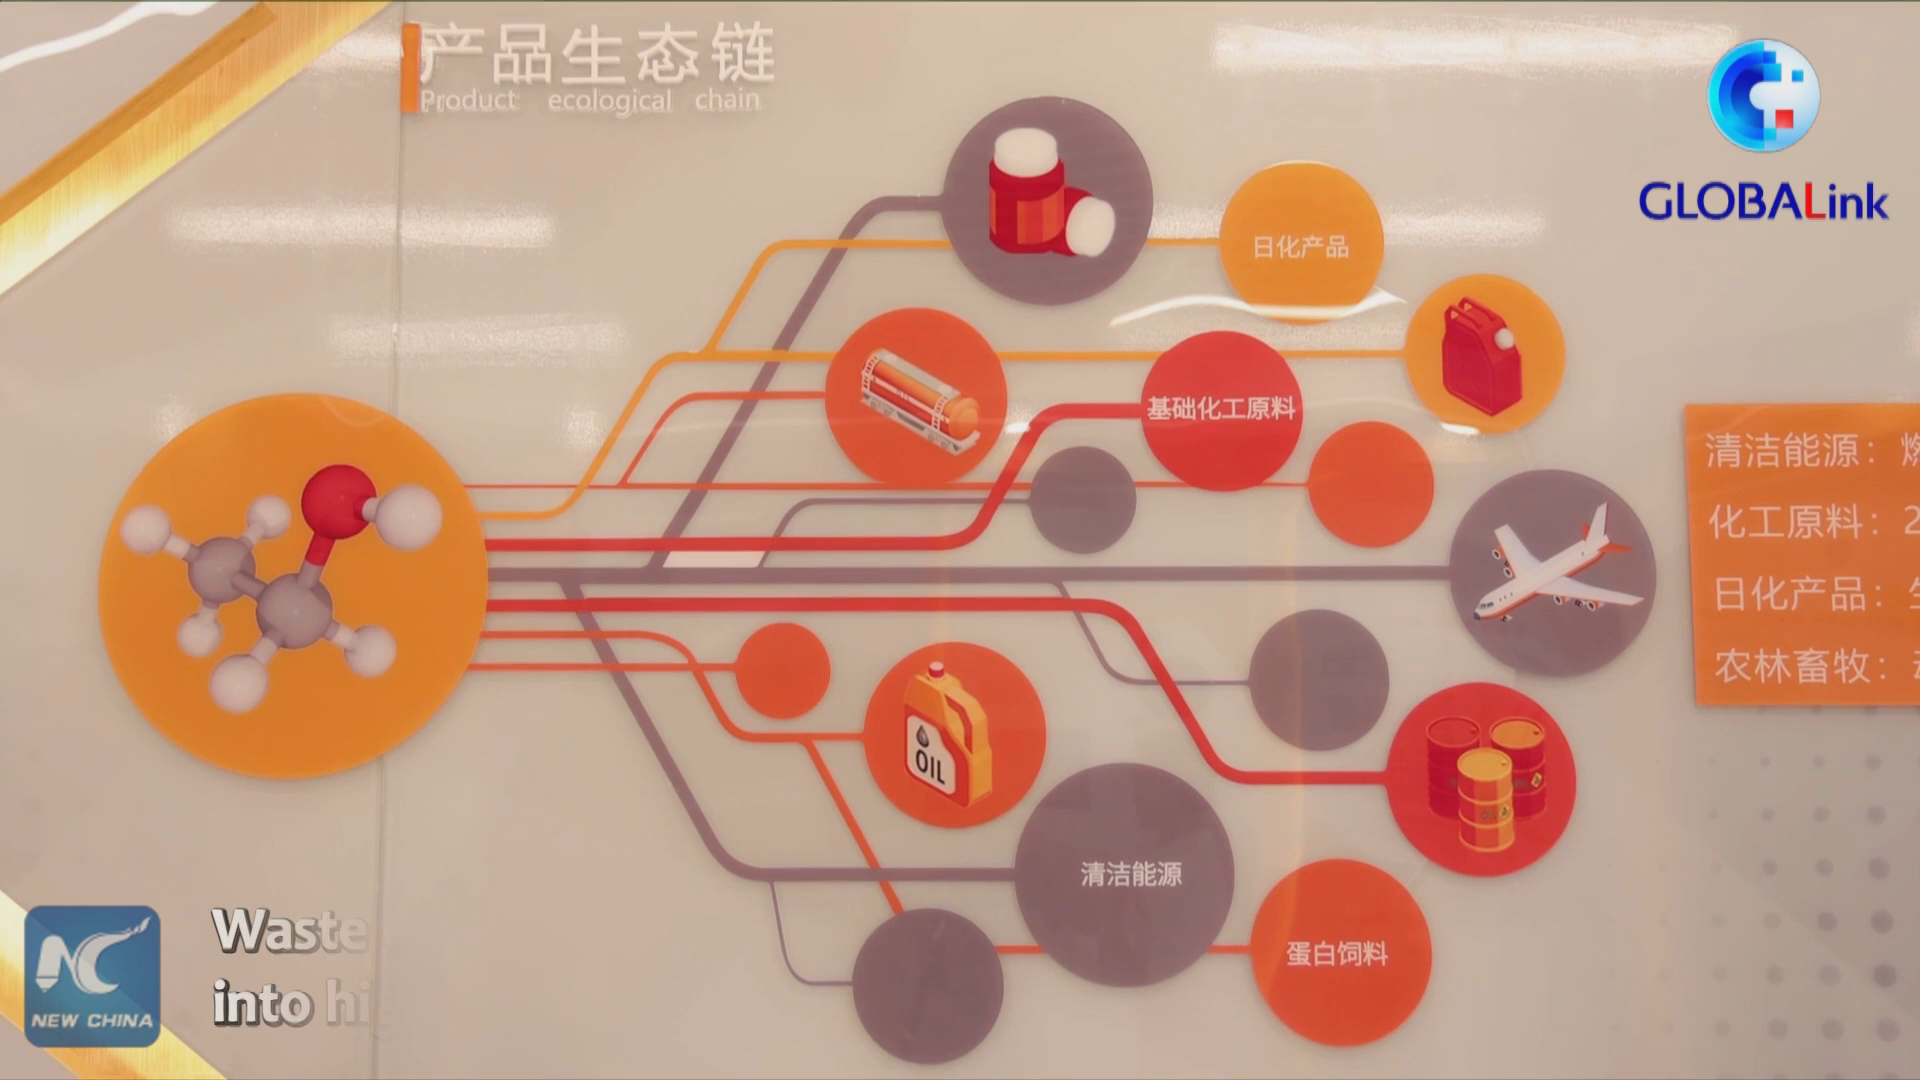 产品生态链
Product ecological chain
GLOBALink
日化产品
基础化工原料
清洁能源：
化工原料：2
日化产品：
农林畜牧：
OIL
清洁能源
蛋白饲料
Waste
into hi
NEW CHINA